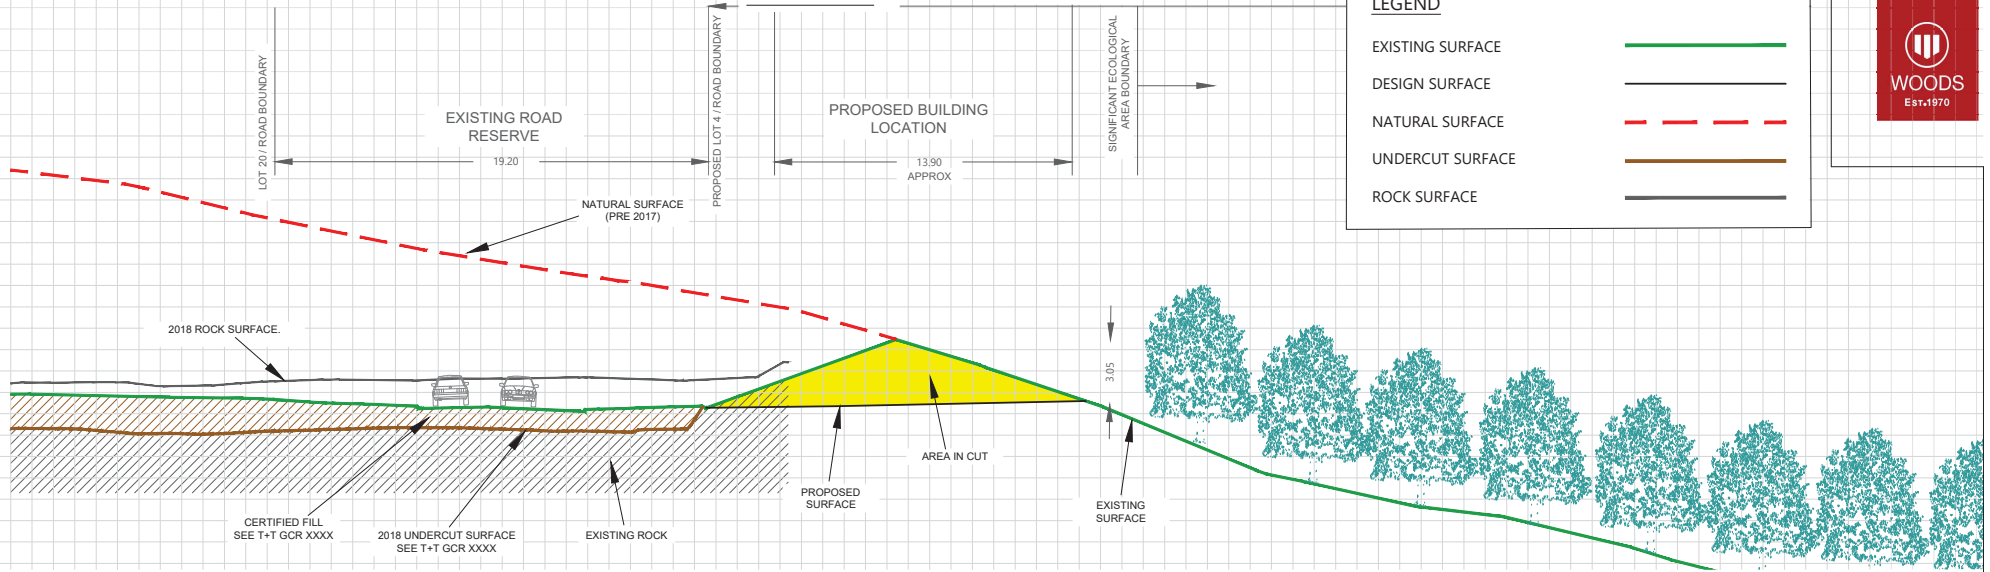 LEGEND
EXISTING SURFACE
DESIGN SURFACE
NATURAL SURFACE
UNDERCUT SURFACE
ROCK SURFACE
WOODS
EST.1970
LOT 20 / ROAD BOUNDARY
EXISTING ROAD
RESERVE
19.20
PROPOSED LOT 4 / ROAD BOUNDARY
PROPOSED BUILDING
LOCATION
13.90
APPROX
SIGNIFICANT ECOLOGICAL
AREA BOUNDARY
NATURAL SURFACE
(PRE 2017)
2018 ROCK SURFACE.
3.05
AREA IN CUT
PROPOSED
SURFACE
EXISTING
SURFACE
CERTIFIED FILL
SEE T+T GCR XXXX
2018 UNDERCUT SURFACE
SEE T+T GCR XXXX
EXISTING ROCK